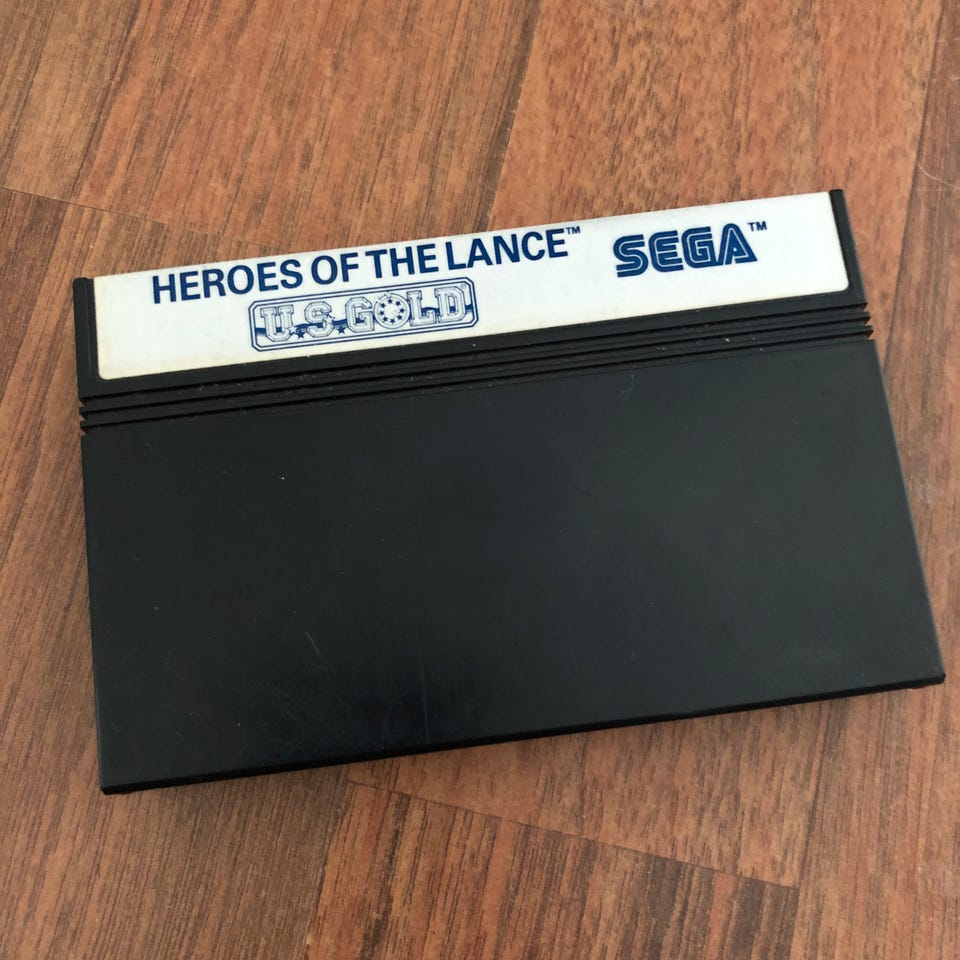 HEROES OF THE LANCE™ SEGA™
U.S. GOLD